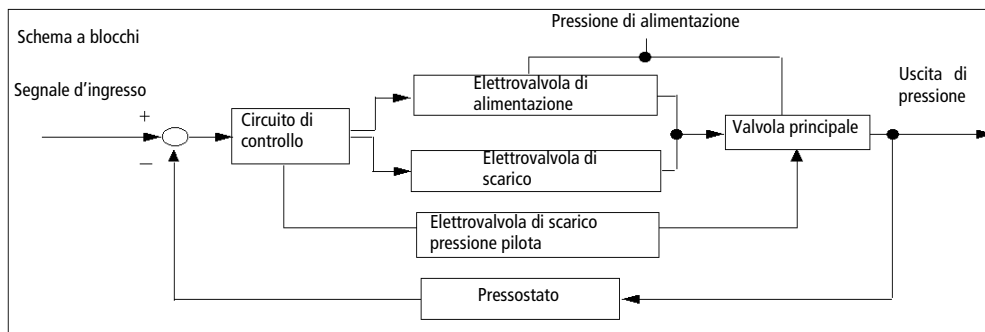 Pressione di alimentazione
Schema a blocchi
Segnale d'ingresso
Elettrovalvola di
alimentazione
Uscita di
pressione
+
Circuito di
controllo
Valvola principale
–
Elettrovalvola di
scarico
Elettrovalvola di scarico
pressione pilota
Pressostato